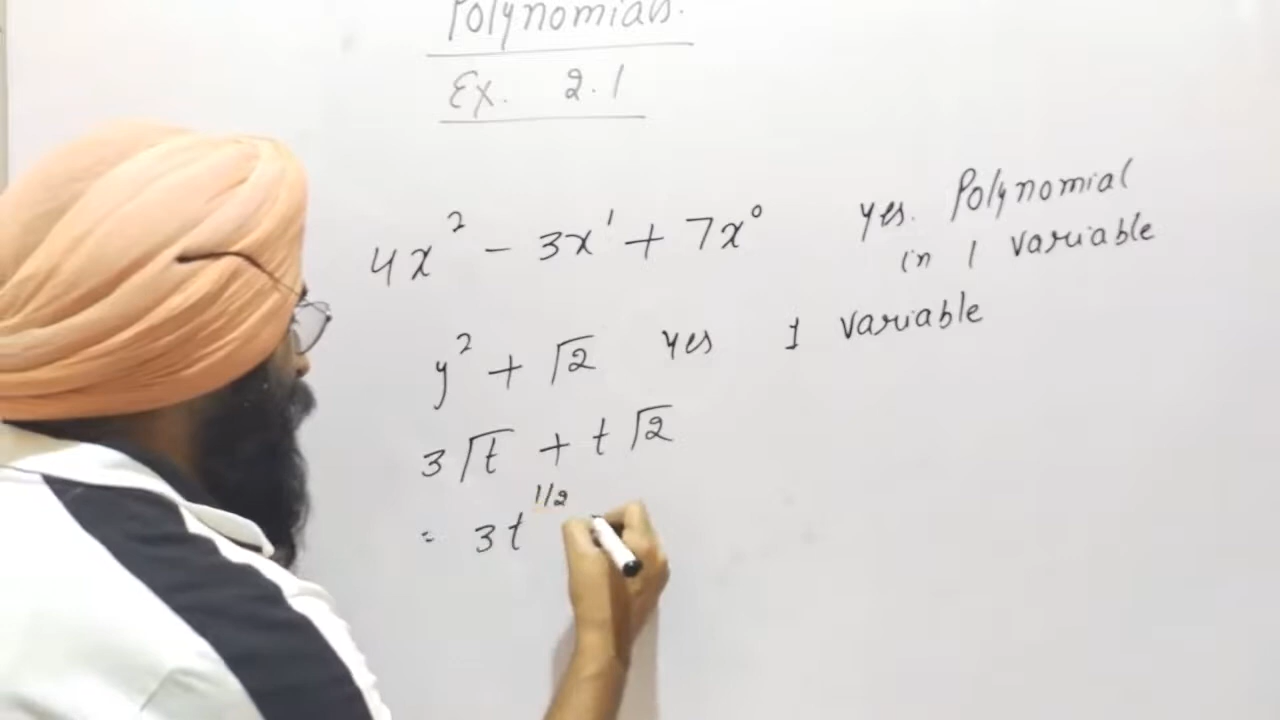 Polynomials.
Ex. 2.1
4x² - 3x¹ + 7x⁰ yes. Polynomial
in 1 variable
y² + √2 yes 1 variable
3√t + t√2
= 3t^1/2